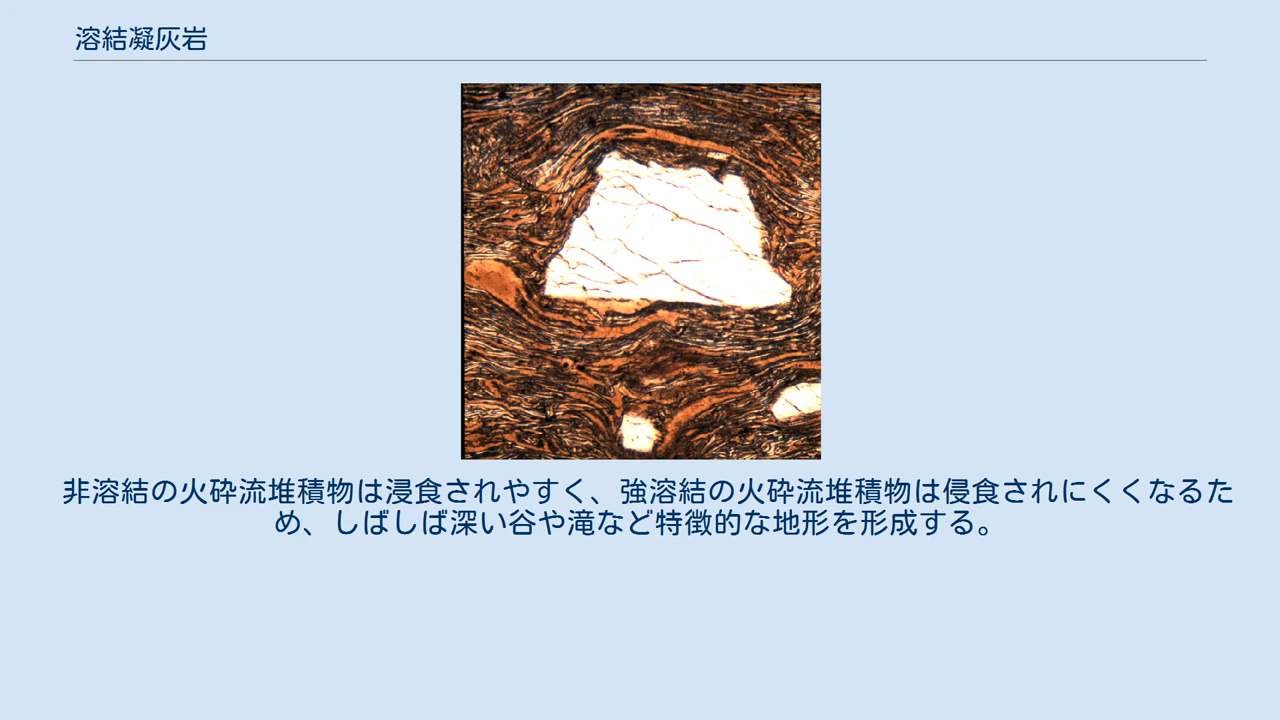 溶結凝灰岩
非溶結の火砕流堆積物は浸食されやすく、強溶結の火砕流堆積物は侵食されにくくなるた
め、しばしば深い谷や滝など特徴的な地形を形成する。